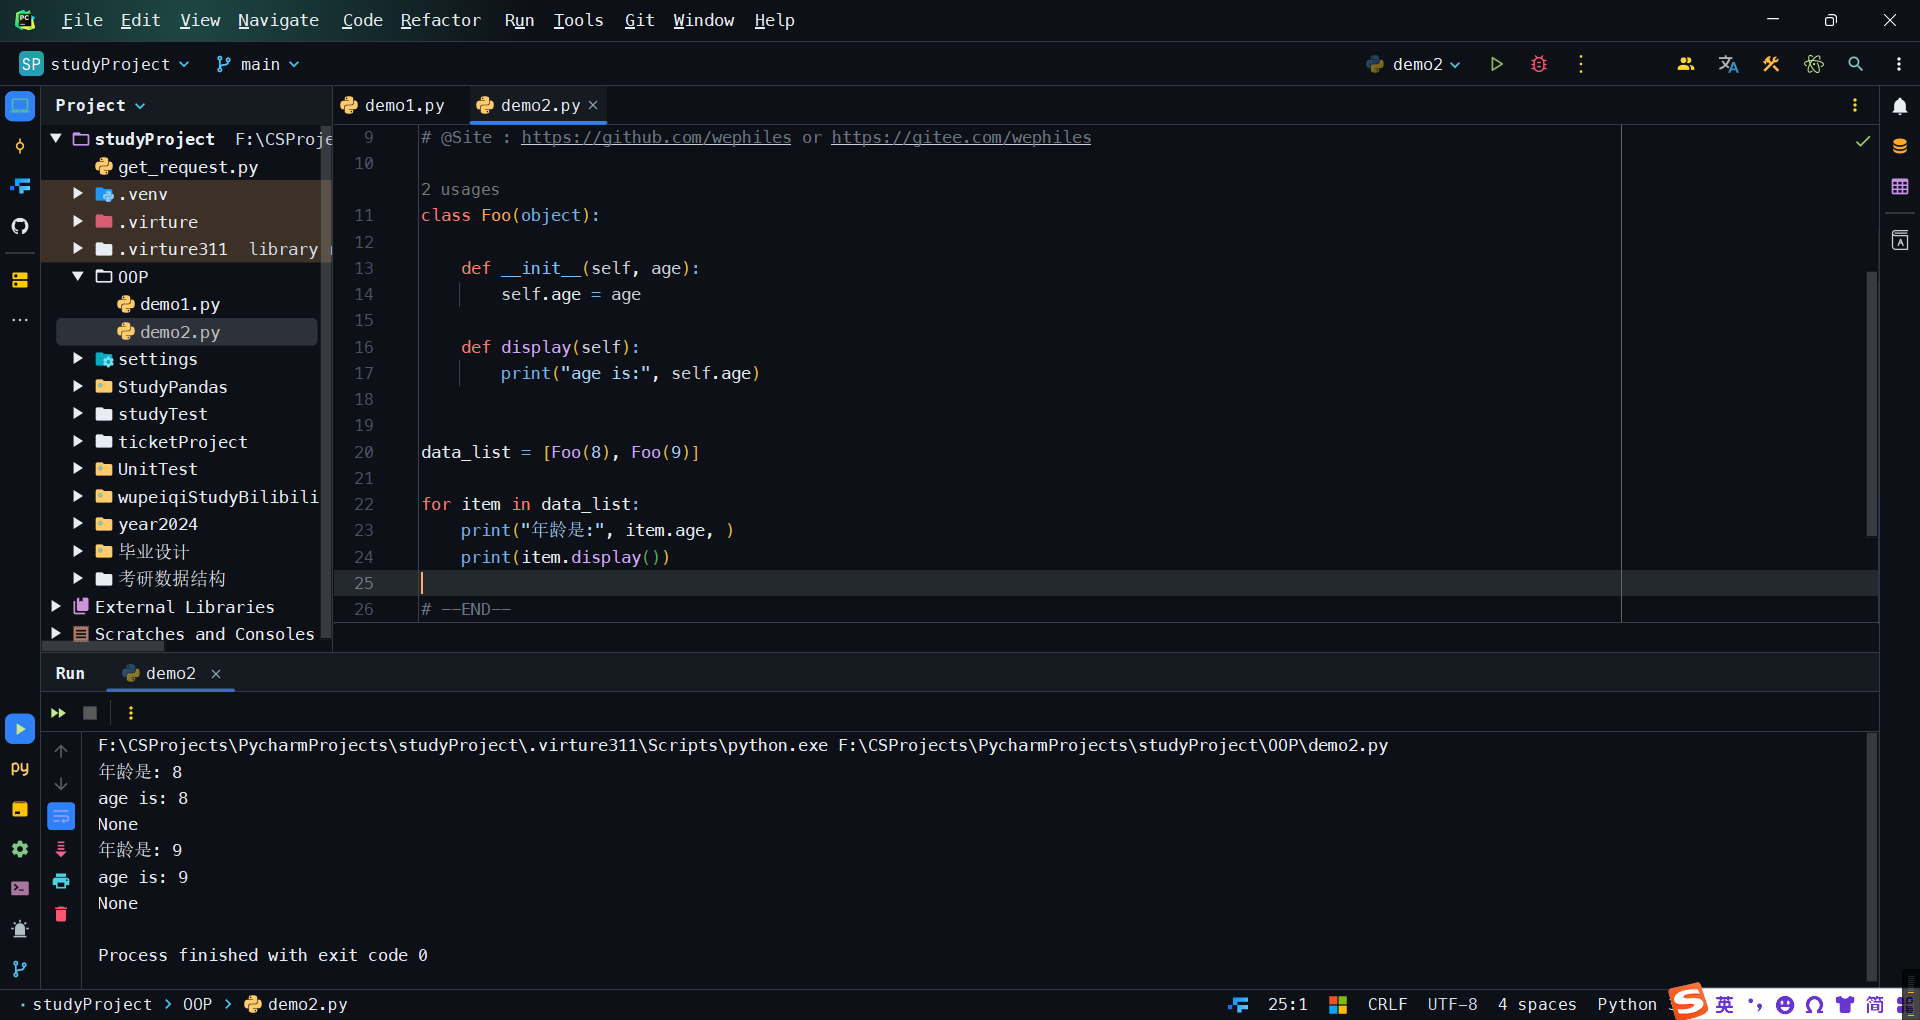 File Edit View Navigate Code Refactor Run Tools Git Window Help
SP studyProject main demo2
Project
demo1.py demo2.py
studyProject F:\CSProje
get_request.py
.venv
.virture
.virture311 library
OOP
demo1.py
demo2.py
settings
StudyPandas
studyTest
ticketProject
UnitTest
wupeiqiStudyBilibili
year2024
毕业设计
考研数据结构
External Libraries
Scratches and Consoles
9 # @Site : https://github.com/wephiles or https://gitee.com/wephiles
10
2 usages
11 class Foo(object):
12
13 def __init__(self, age):
14 self.age = age
15
16 def display(self):
17 print("age is:", self.age)
18
19
20 data_list = [Foo(8), Foo(9)]
21
22 for item in data_list:
23 print("年龄是:", item.age, )
24 print(item.display())
25
26 # --END--
Run demo2
F:\CSProjects\PycharmProjects\studyProject\.virture311\Scripts\python.exe F:\CSProjects\PycharmProjects\studyProject\OOP\demo2.py
年龄是: 8
age is: 8
None
年龄是: 9
age is: 9
None
Process finished with exit code 0
studyProject > OOP > demo2.py 25:1 CRLF UTF-8 4 spaces Python 英 简